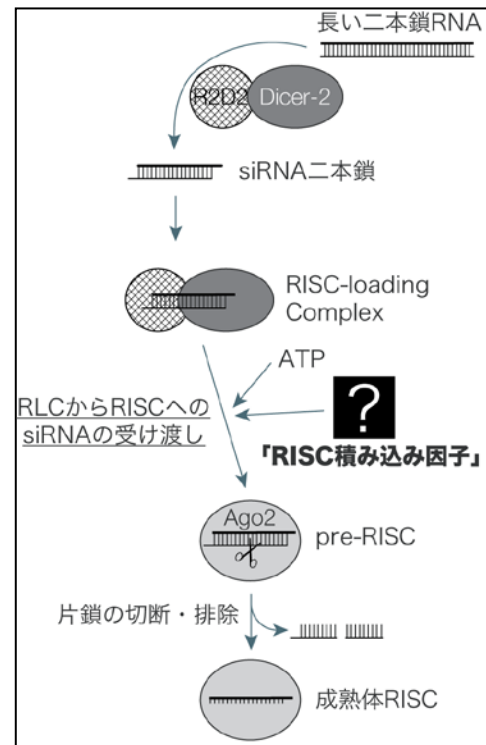 長い二本鎖RNA
R2D2 Dicer-2
siRNA二本鎖
RISC-loading
Complex
ATP
RLCからRISCへの
siRNAの受け渡し
?
「RISC積み込み因子」
Ago2
pre-RISC
片鎖の切断・排除
成熟体RISC